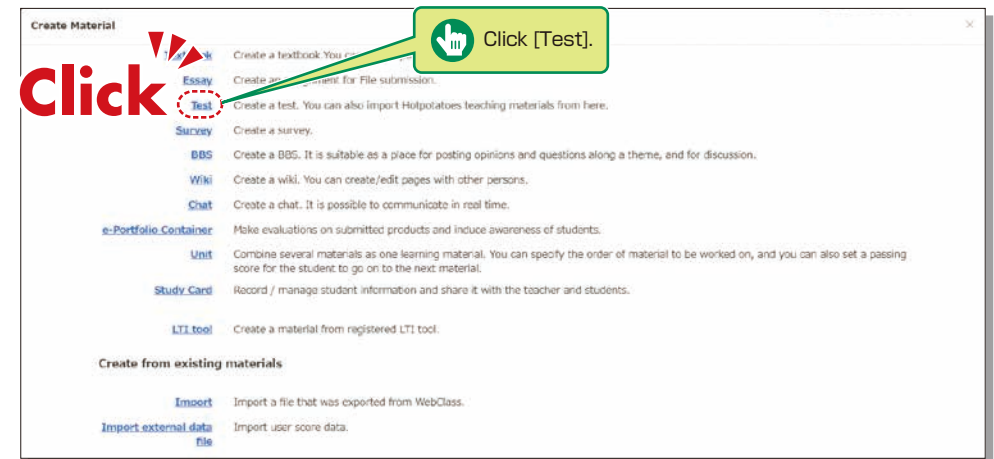 Create Material
×
Click [Test].
Click
Create a textbook.You
Essay
Create an for File submission.
Test
Create a test. You can also import Hotpotatoes teaching materials from here.
Survey
Create a survey.
BBS
Create a BBS. It is suitable as a place for posting opinions and questions along a theme, and for discussion.
Wiki
Create a wiki. You can create/edit pages with other persons.
Chat
Create a chat. It is possible to communicate in real time.
e-Portfolio Container
Make evaluations on submitted products and induce awareness of students.
Unit
Combine several materials as one learning material. You can specify the order of material to be worked on, and you can also set a passing
score for the student to go on to the next material.
Study Card
Record / manage student information and share it with the teacher and students.
LTI tool
Create a material from registered LTI tool.
Create from existing materials
Import
Import a file that was exported from WebClass.
Import external data
file
Import user score data.